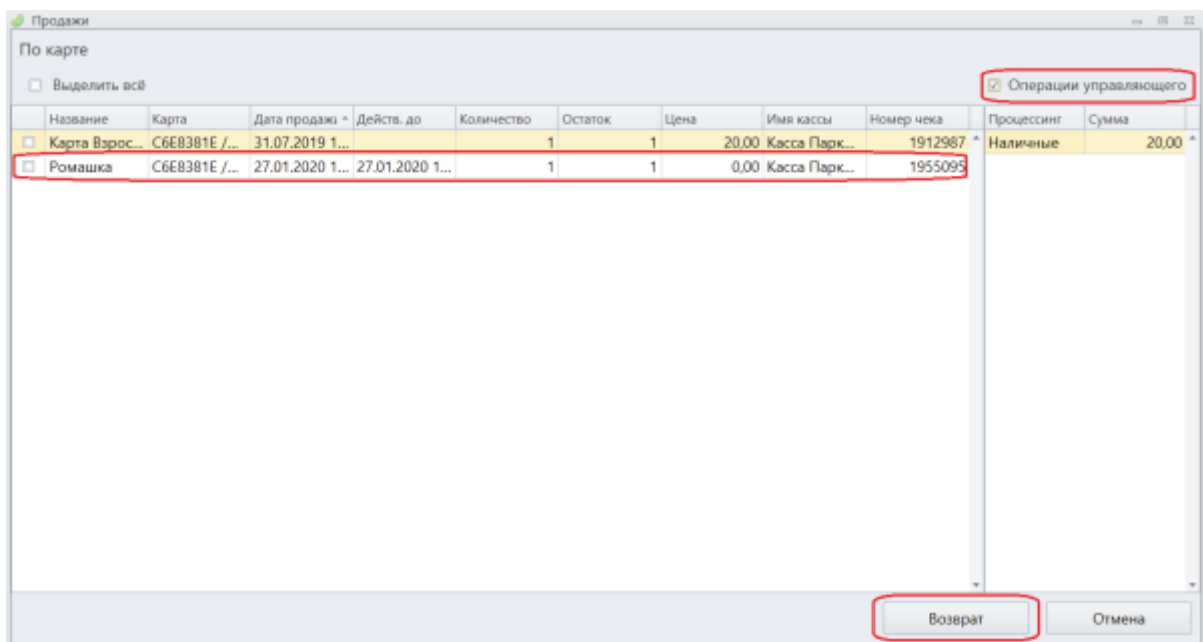 Продажи
По карте
Выделить всё Операции управляющего
Название Карта Дата продажи Действ. до Количество Остаток Цена Имя кассы Номер чека Процессинг Сумма
Карта Взрос... C6E8381E /... 31.07.2019 1... 1 1 20,00 Касса Парк... 1912987 Наличные 20,00
Ромашка C6E8381E /... 27.01.2020 1... 27.01.2020 1... 1 1 0,00 Касса Парк... 1955095
Возврат Отмена